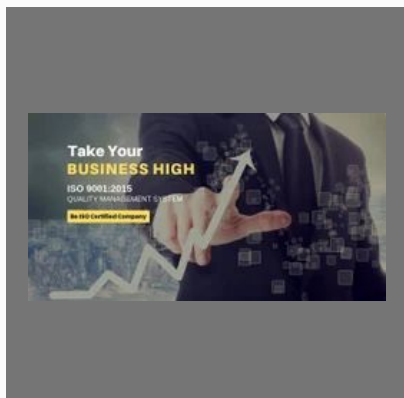 Take Your
BUSINESS HIGH
ISO 9001:2015
QUALITY MANAGEMENT SYSTEM
Be ISO Certified Company